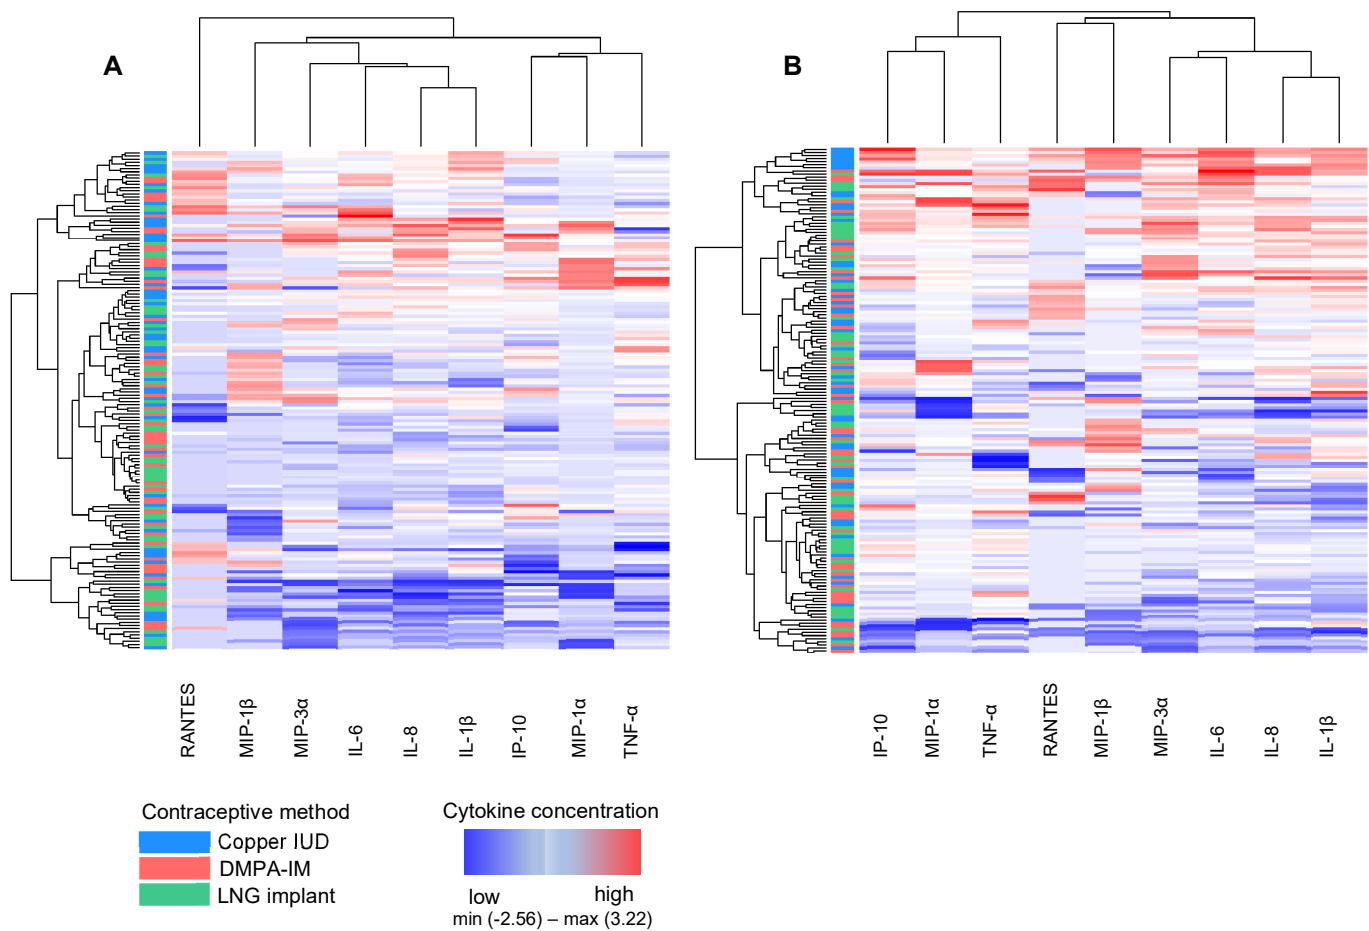 A
B
RANTES
MIP-1β
MIP-3α
IL-6
IL-8
IL-1β
IP-10
MIP-1α
TNF-α
IP-10
MIP-1α
TNF-α
RANTES
MIP-1β
MIP-3α
IL-6
IL-8
IL-1β
Contraceptive method
Copper IUD
DMPA-IM
LNG implant
Cytokine concentration
low high
min (-2.56) – max (3.22)